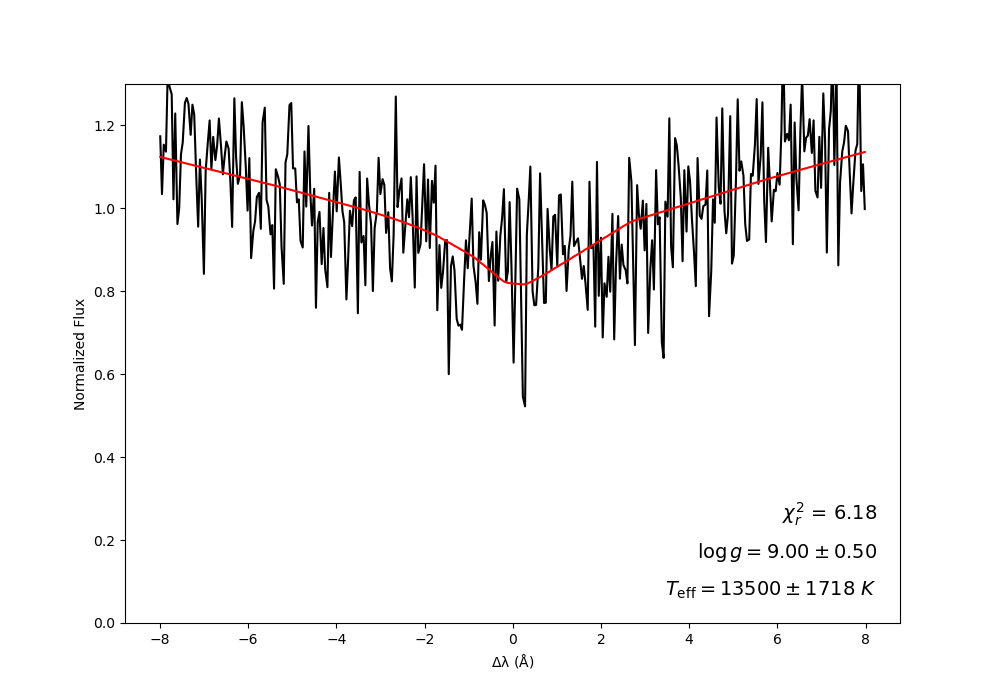 1.2
1.0
0.8
0.6
0.4
0.2
0.0
Normalized Flux
χ²ᵣ = 6.18
log g = 9.00 ± 0.50
T_eff = 13500 ± 1718 K
−8 −6 −4 −2 0 2 4 6 8
Δλ (Å)